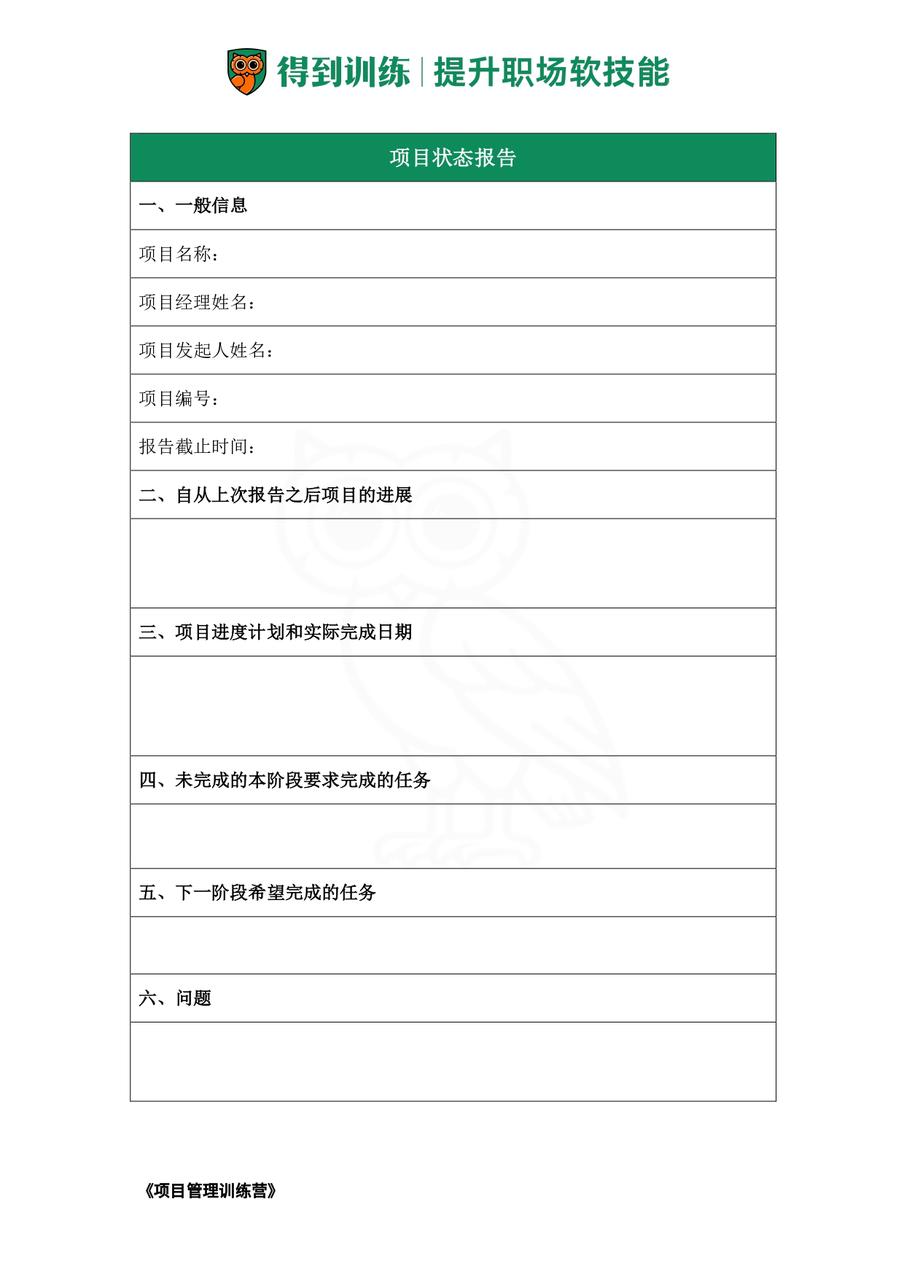 得到训练 | 提升职场软技能
项目状态报告
一、一般信息
项目名称：
项目经理姓名：
项目发起人姓名：
项目编号：
报告截止时间：
二、自从上次报告之后项目的进展
三、项目进度计划和实际完成日期
四、未完成的本阶段要求完成的任务
五、下一阶段希望完成的任务
六、问题
《项目管理训练营》